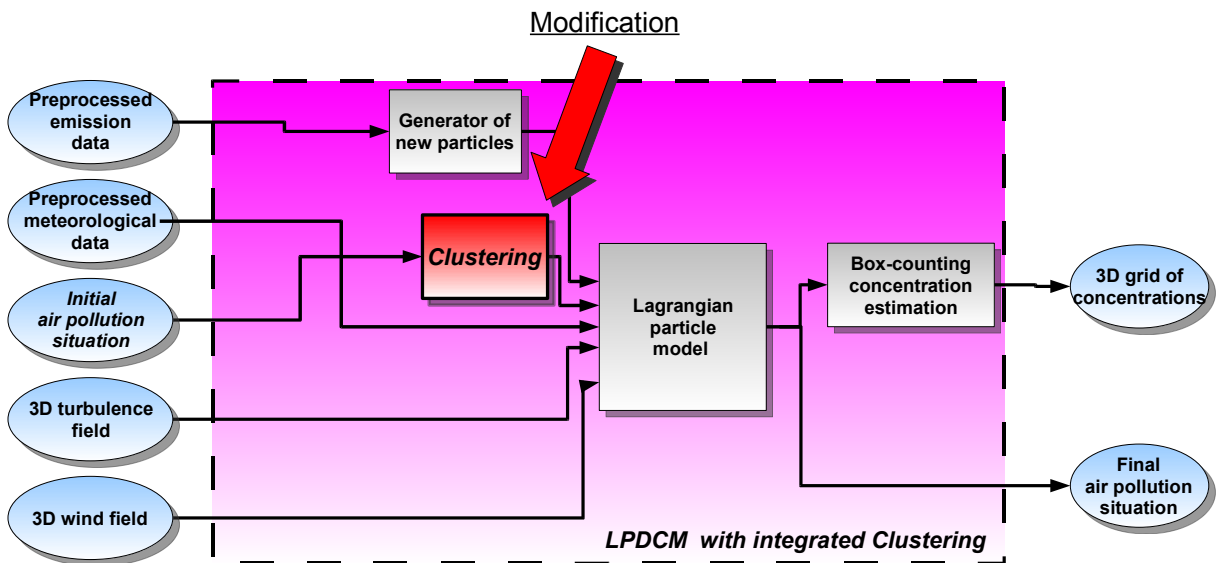 Modification
Preprocessed
emission
data
Generator of
new particles
Preprocessed
meteorological
data
Clustering
Initial
air pollution
situation
Lagrangian
particle
model
Box-counting
concentration
estimation
3D grid of
concentrations
3D turbulence
field
3D wind field
Final
air pollution
situation
LPDCM with integrated Clustering